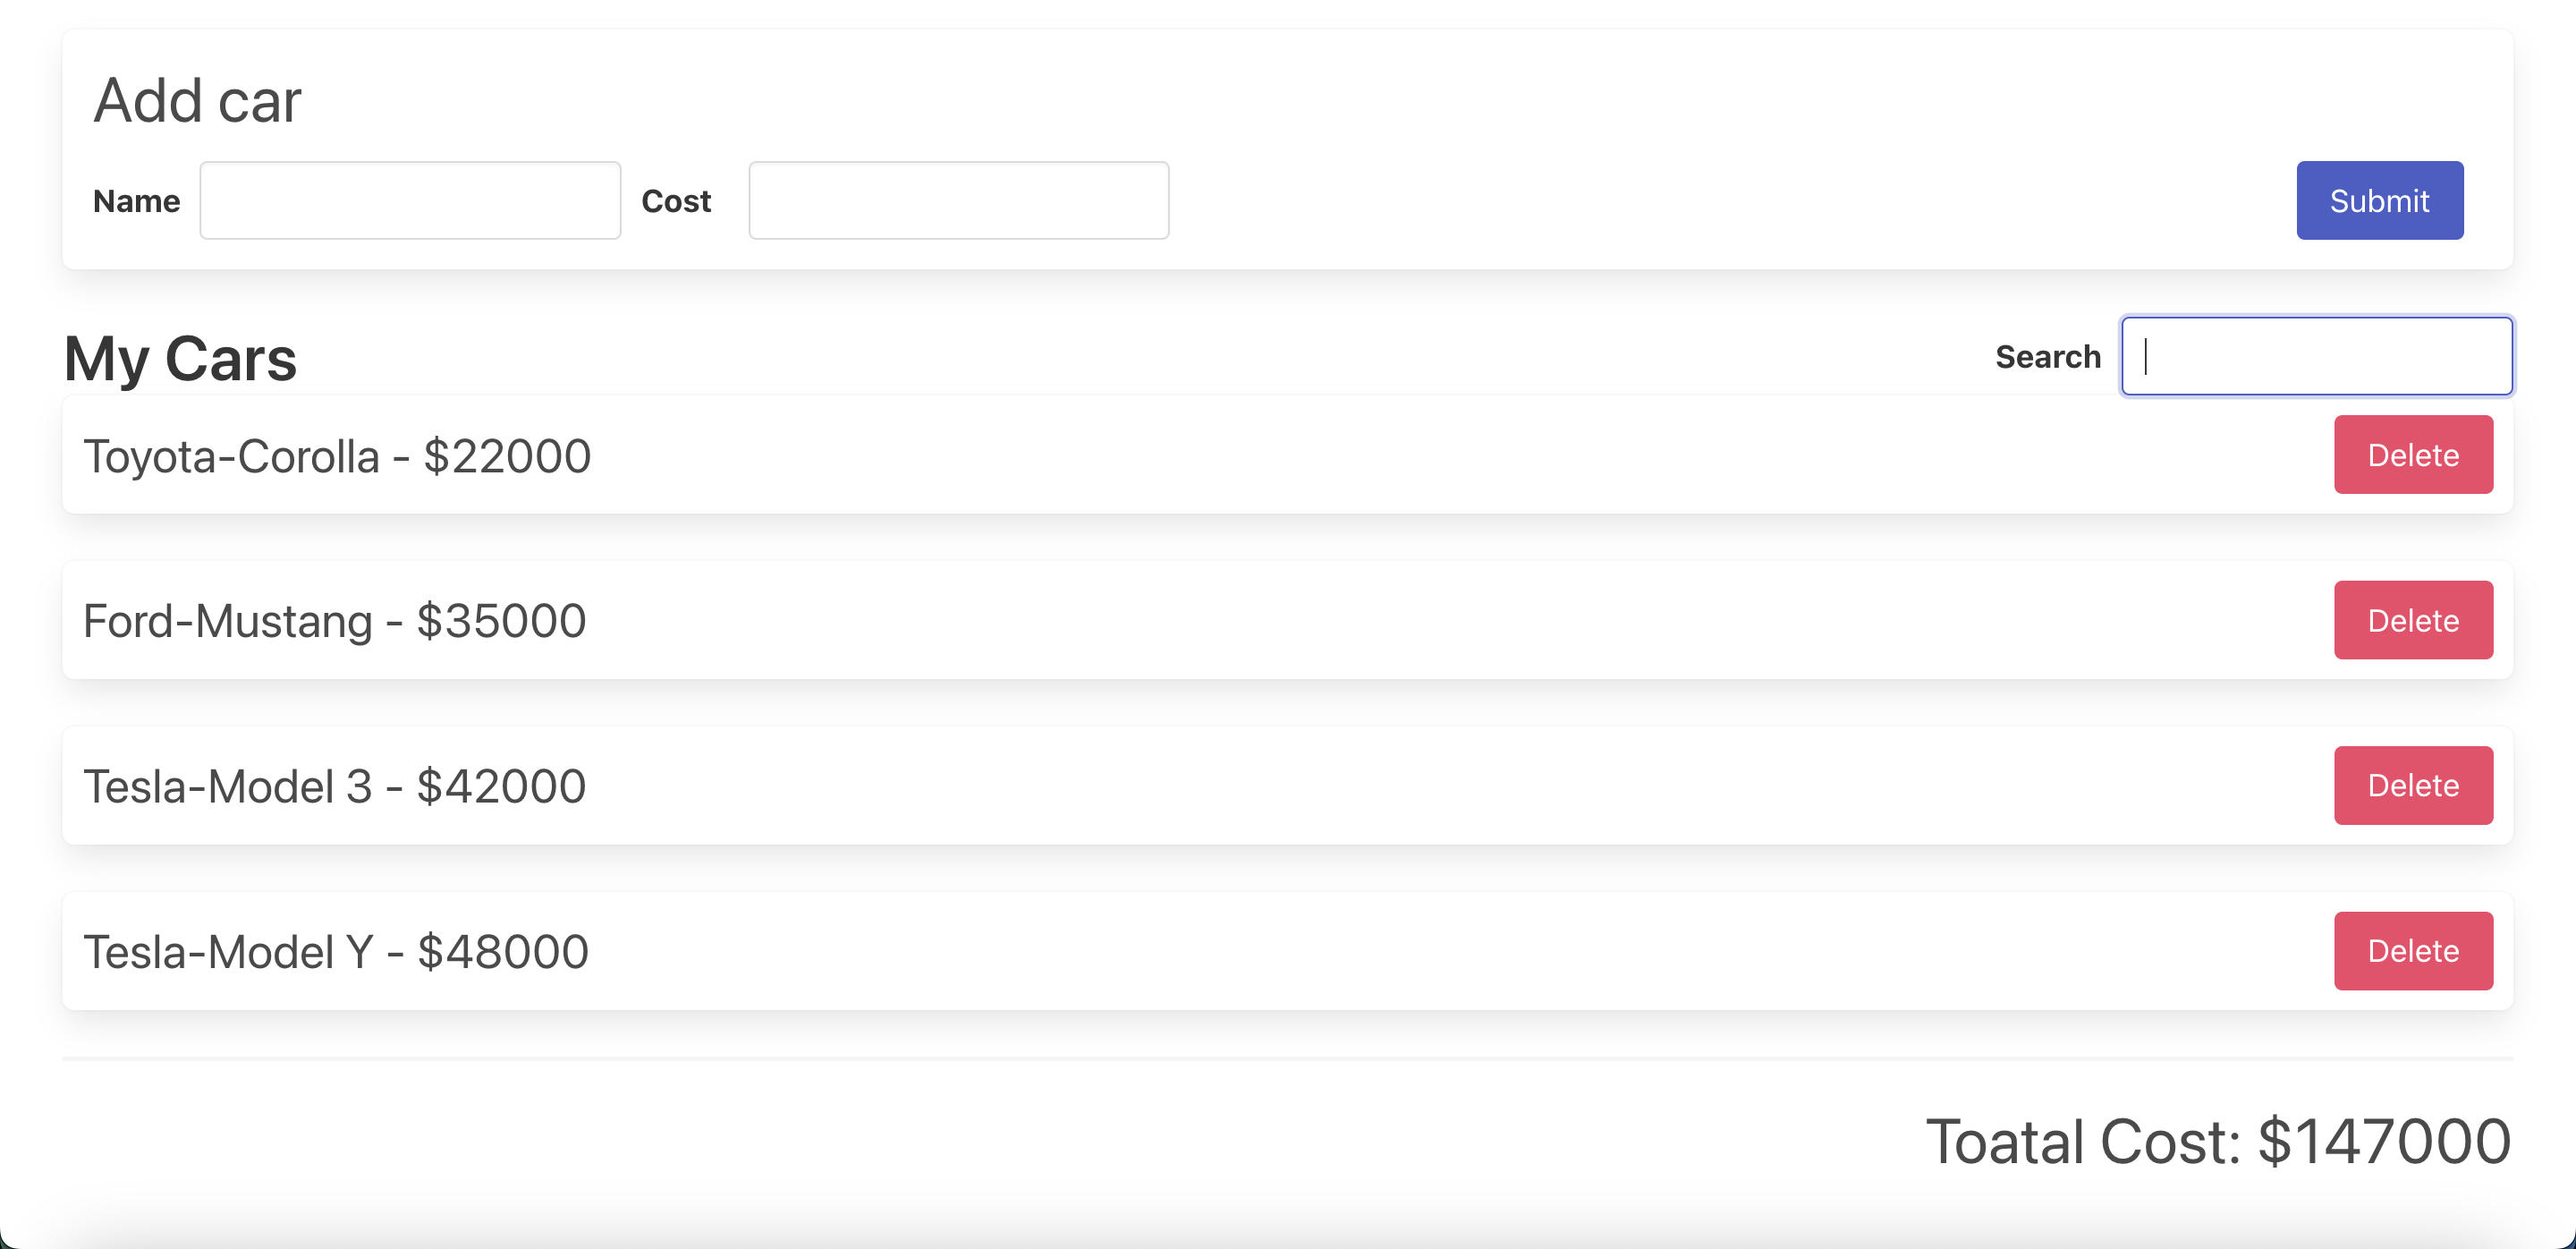 Add car
Name Cost Submit
My Cars Search
Toyota-Corolla - $22000 Delete
Ford-Mustang - $35000 Delete
Tesla-Model 3 - $42000 Delete
Tesla-Model Y - $48000 Delete
Toatal Cost: $147000